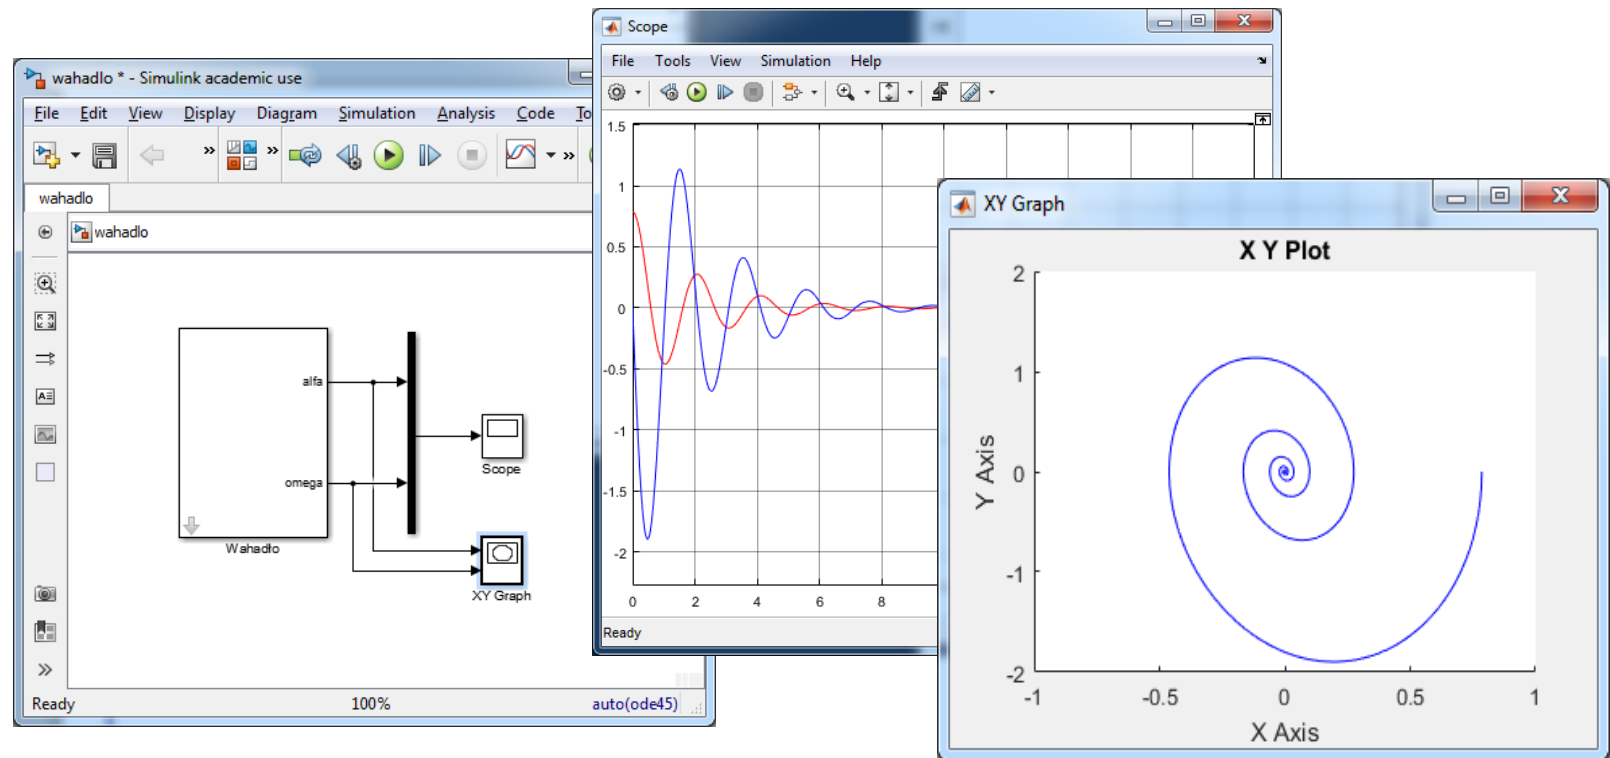 wahadlo * - Simulink academic use
File Edit View Display Diagram Simulation Analysis Code To
» » »
wahadlo
wahadlo
alfa
omega
Wahadło
Scope
XY Graph
»
Ready 100% auto(ode45)
Scope
File Tools View Simulation Help
1.5
1
0.5
0
-0.5
-1
-1.5
-2
0 2 4 6 8
Ready
XY Graph
X Y Plot
Y Axis
2
1
0
-1
-2
-1 -0.5 0 0.5 1
X Axis